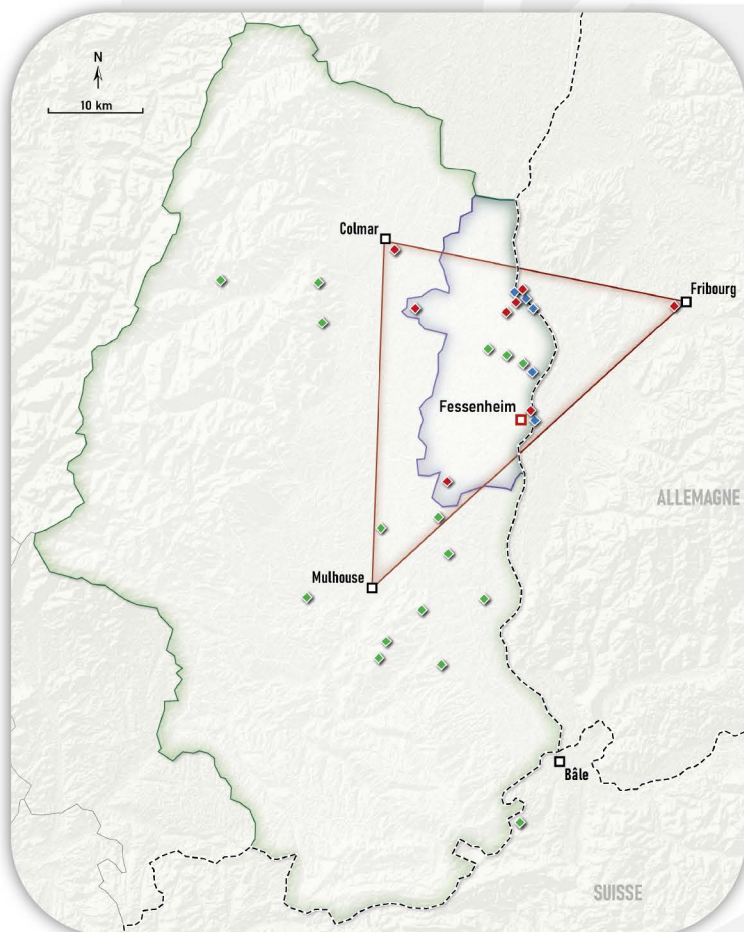 N
10 km
Colmar
Fribourg
Fessenheim
ALLEMAGNE
Mulhouse
Bâle
SUISSE